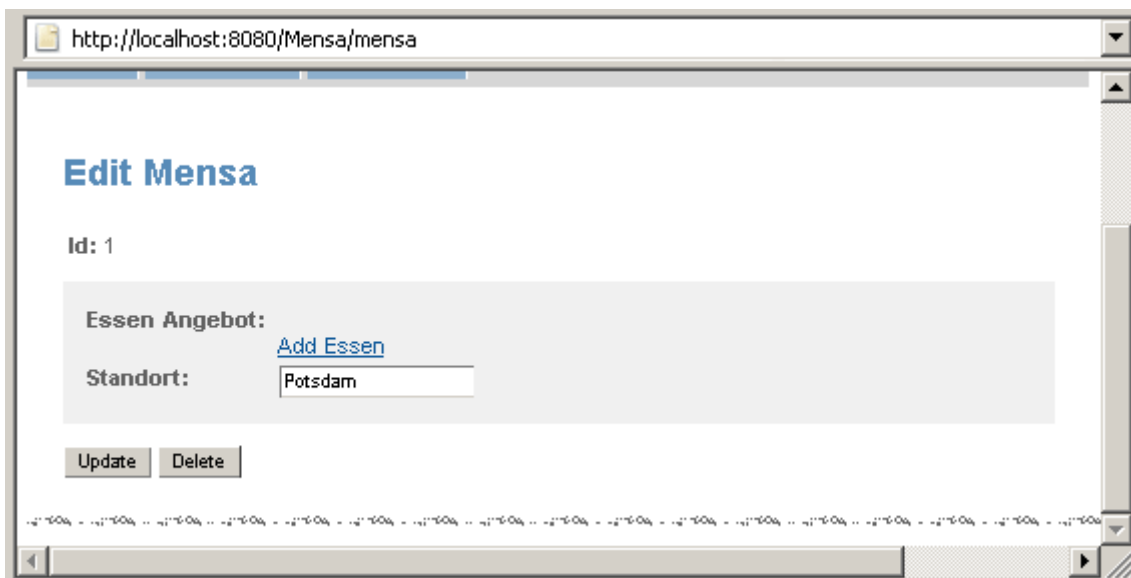 http://localhost:8080/Mensa/mensa
Edit Mensa
Id: 1
Essen Angebot:
Add Essen
Standort: Potsdam
Update Delete